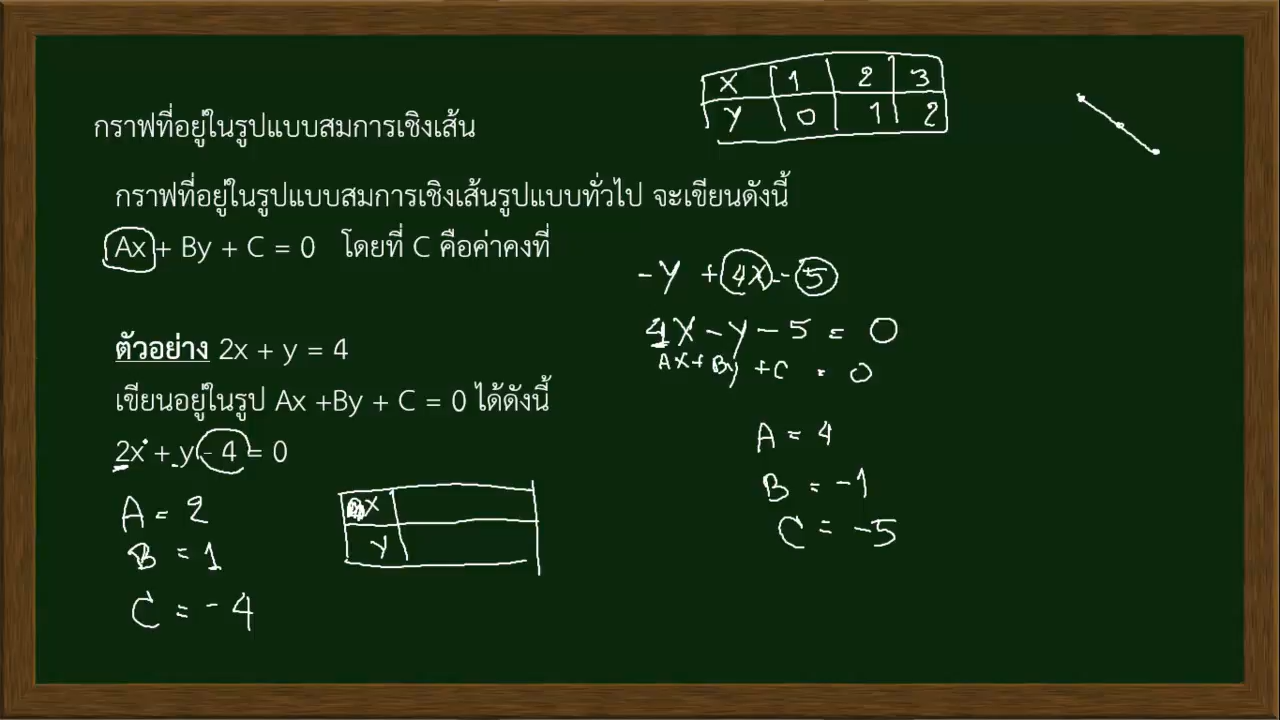 X 1 2 3
Y 0 1 2
กราฟที่อยู่ในรูปแบบสมการเชิงเส้น
กราฟที่อยู่ในรูปแบบสมการเชิงเส้นรูปแบบทั่วไป จะเขียนดังนี้
Ax + By + C = 0 โดยที่ C คือค่าคงที่
-y + 4x - 5
4x - y - 5 = 0
Ax + By + C = 0
ตัวอย่าง 2x + y = 4
เขียนอยู่ในรูป Ax +By + C = 0 ได้ดังนี้
2x + y - 4 = 0
A = 2
B = 1
C = -4
X
y
A = 4
B = -1
C = -5